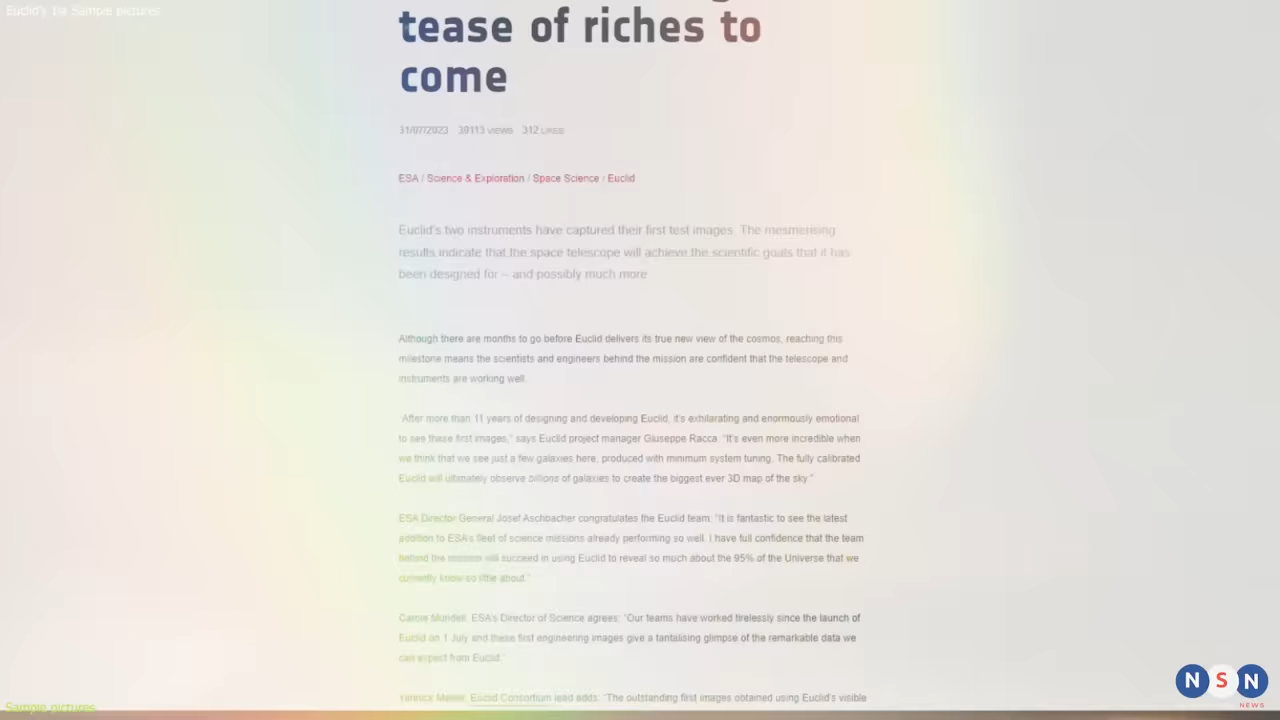 Euclid's 1st Sample pictures
tease of riches to
come
31/07/2023 39113 VIEWS 312 LIKES
ESA / Science & Exploration / Space Science / Euclid
Euclid's two instruments have captured their first test images. The mesmerising
results indicate that the space telescope will achieve the scientific goals that it has
been designed for – and possibly much more
Although there are months to go before Euclid delivers its true new view of the cosmos, reaching this
milestone means the scientists and engineers behind the mission are confident that the telescope and
instruments are working well.
After more than 11 years of designing and developing Euclid, it's exhilarating and enormously emotional
to see these first images," says Euclid project manager Giuseppe Racca. "It's even more incredible when
we think that we see just a few galaxies here, produced with minimum system tuning. The fully calibrated
Euclid will ultimately observe billions of galaxies to create the biggest ever 3D map of the sky."
ESA Director General Josef Aschbacher congratulates the Euclid team: "It is fantastic to see the latest
addition to ESA's fleet of science missions already performing so well. I have full confidence that the team
behind the mission will succeed in using Euclid to reveal so much about the 95% of the Universe that we
currently know so little about."
Carole Mundell, ESA's Director of Science agrees: "Our teams have worked tirelessly since the launch of
Euclid on 1 July and these first engineering images give a tantalising glimpse of the remarkable data we
can expect from Euclid."
Yannick Mellier, Euclid Consortium lead adds: "The outstanding first images obtained using Euclid's visible
Sample pictures
NSN
NEWS